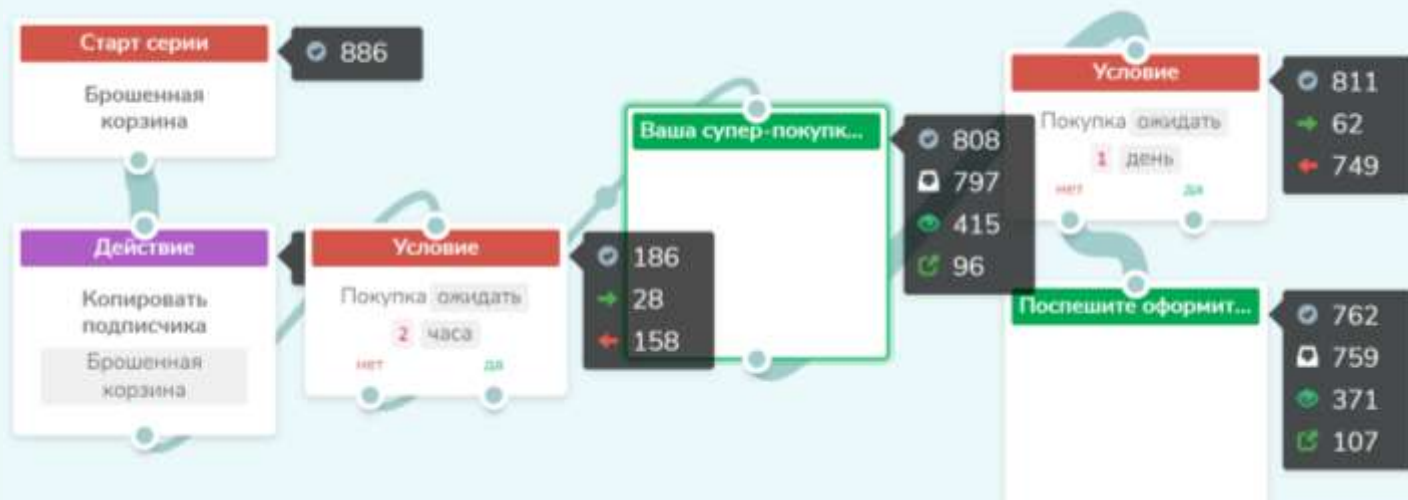 Старт серии
886
Брошенная
корзина
Действие
Копировать
подписчика
Брошенная
корзина
Условие
Покупка ожидать
2 часа
нет да
186
28
158
Ваша супер-покупк...
808
797
415
96
Условие
Покупка ожидать
1 день
нет да
811
62
749
Поспешите оформит...
762
759
371
107